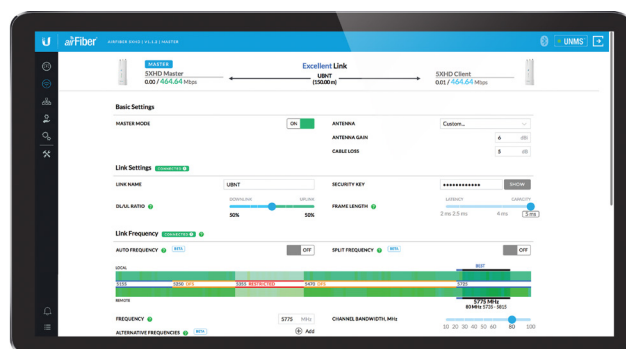 airFiber
AIRFIBER 5XHD | V1.1.0 | MASTER
UNMS
MASTER
5XHD Master
0.00 / 464.64 Mbps
Excellent Link
UBNT
(150.00 m)
5XHD Client
0.01 / 464.64 Mbps
Basic Settings
MASTER MODE
ON
ANTENNA
Custom...
ANTENNA GAIN
6 dBi
CABLE LOSS
5 dB
Link Settings CONNECTED
LINK NAME
UBNT
SECURITY KEY
••••••••••••
SHOW
DL/UL RATIO
DOWNLINK UPLINK
50% 50%
FRAME LENGTH
LATENCY CAPACITY
2 ms 2.5 ms 4 ms 5 ms
Link Frequency CONNECTED
AUTO FREQUENCY BETA
OFF
SPLIT FREQUENCY BETA
OFF
LOCAL
BEST
5155 5250 DFS 5355 RESTRICTED 5470 DFS 5725
REMOTE
5775 MHz
80 MHz 5735 - 5815
FREQUENCY
5775 MHz
CHANNEL BANDWIDTH, MHz
10 20 30 40 50 60 80 100
ALTERNATIVE FREQUENCIES BETA
Add